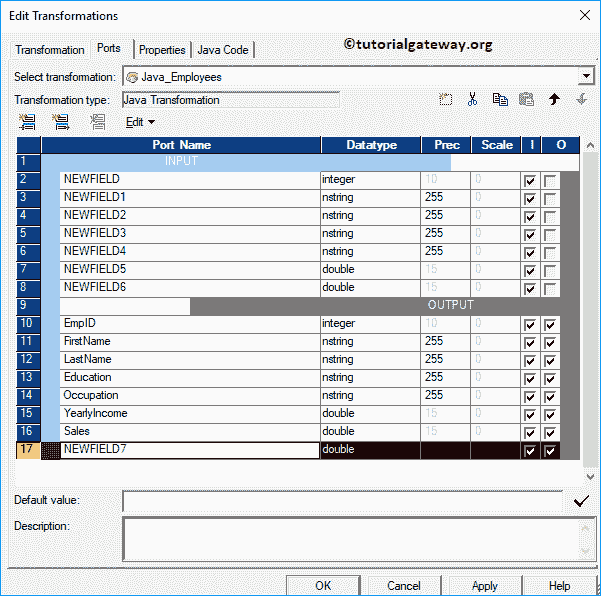 Edit Transformations
Transformation Ports Properties Java Code ©tutorialgateway.org
Select transformation: Java_Employees
Transformation type: Java Transfomation
Edit
Port Name Datatype Prec Scale I O
1 INPUT
2 NEWFIELD integer 10 0
3 NEWFIELD1 nstring 255 0
4 NEWFIELD2 nstring 255 0
5 NEWFIELD3 nstring 255 0
6 NEWFIELD4 nstring 255 0
7 NEWFIELD5 double 15 0
8 NEWFIELD6 double 15 0
9 OUTPUT
10 EmpID integer 10 0
11 FirstName nstring 255 0
12 LastName nstring 255 0
13 Education nstring 255 0
14 Occupation nstring 255 0
15 YearlyIncome double 15 0
16 Sales double 15 0
17 NEWFIELD7 double
Default value:
Description:
OK Cancel Apply Help